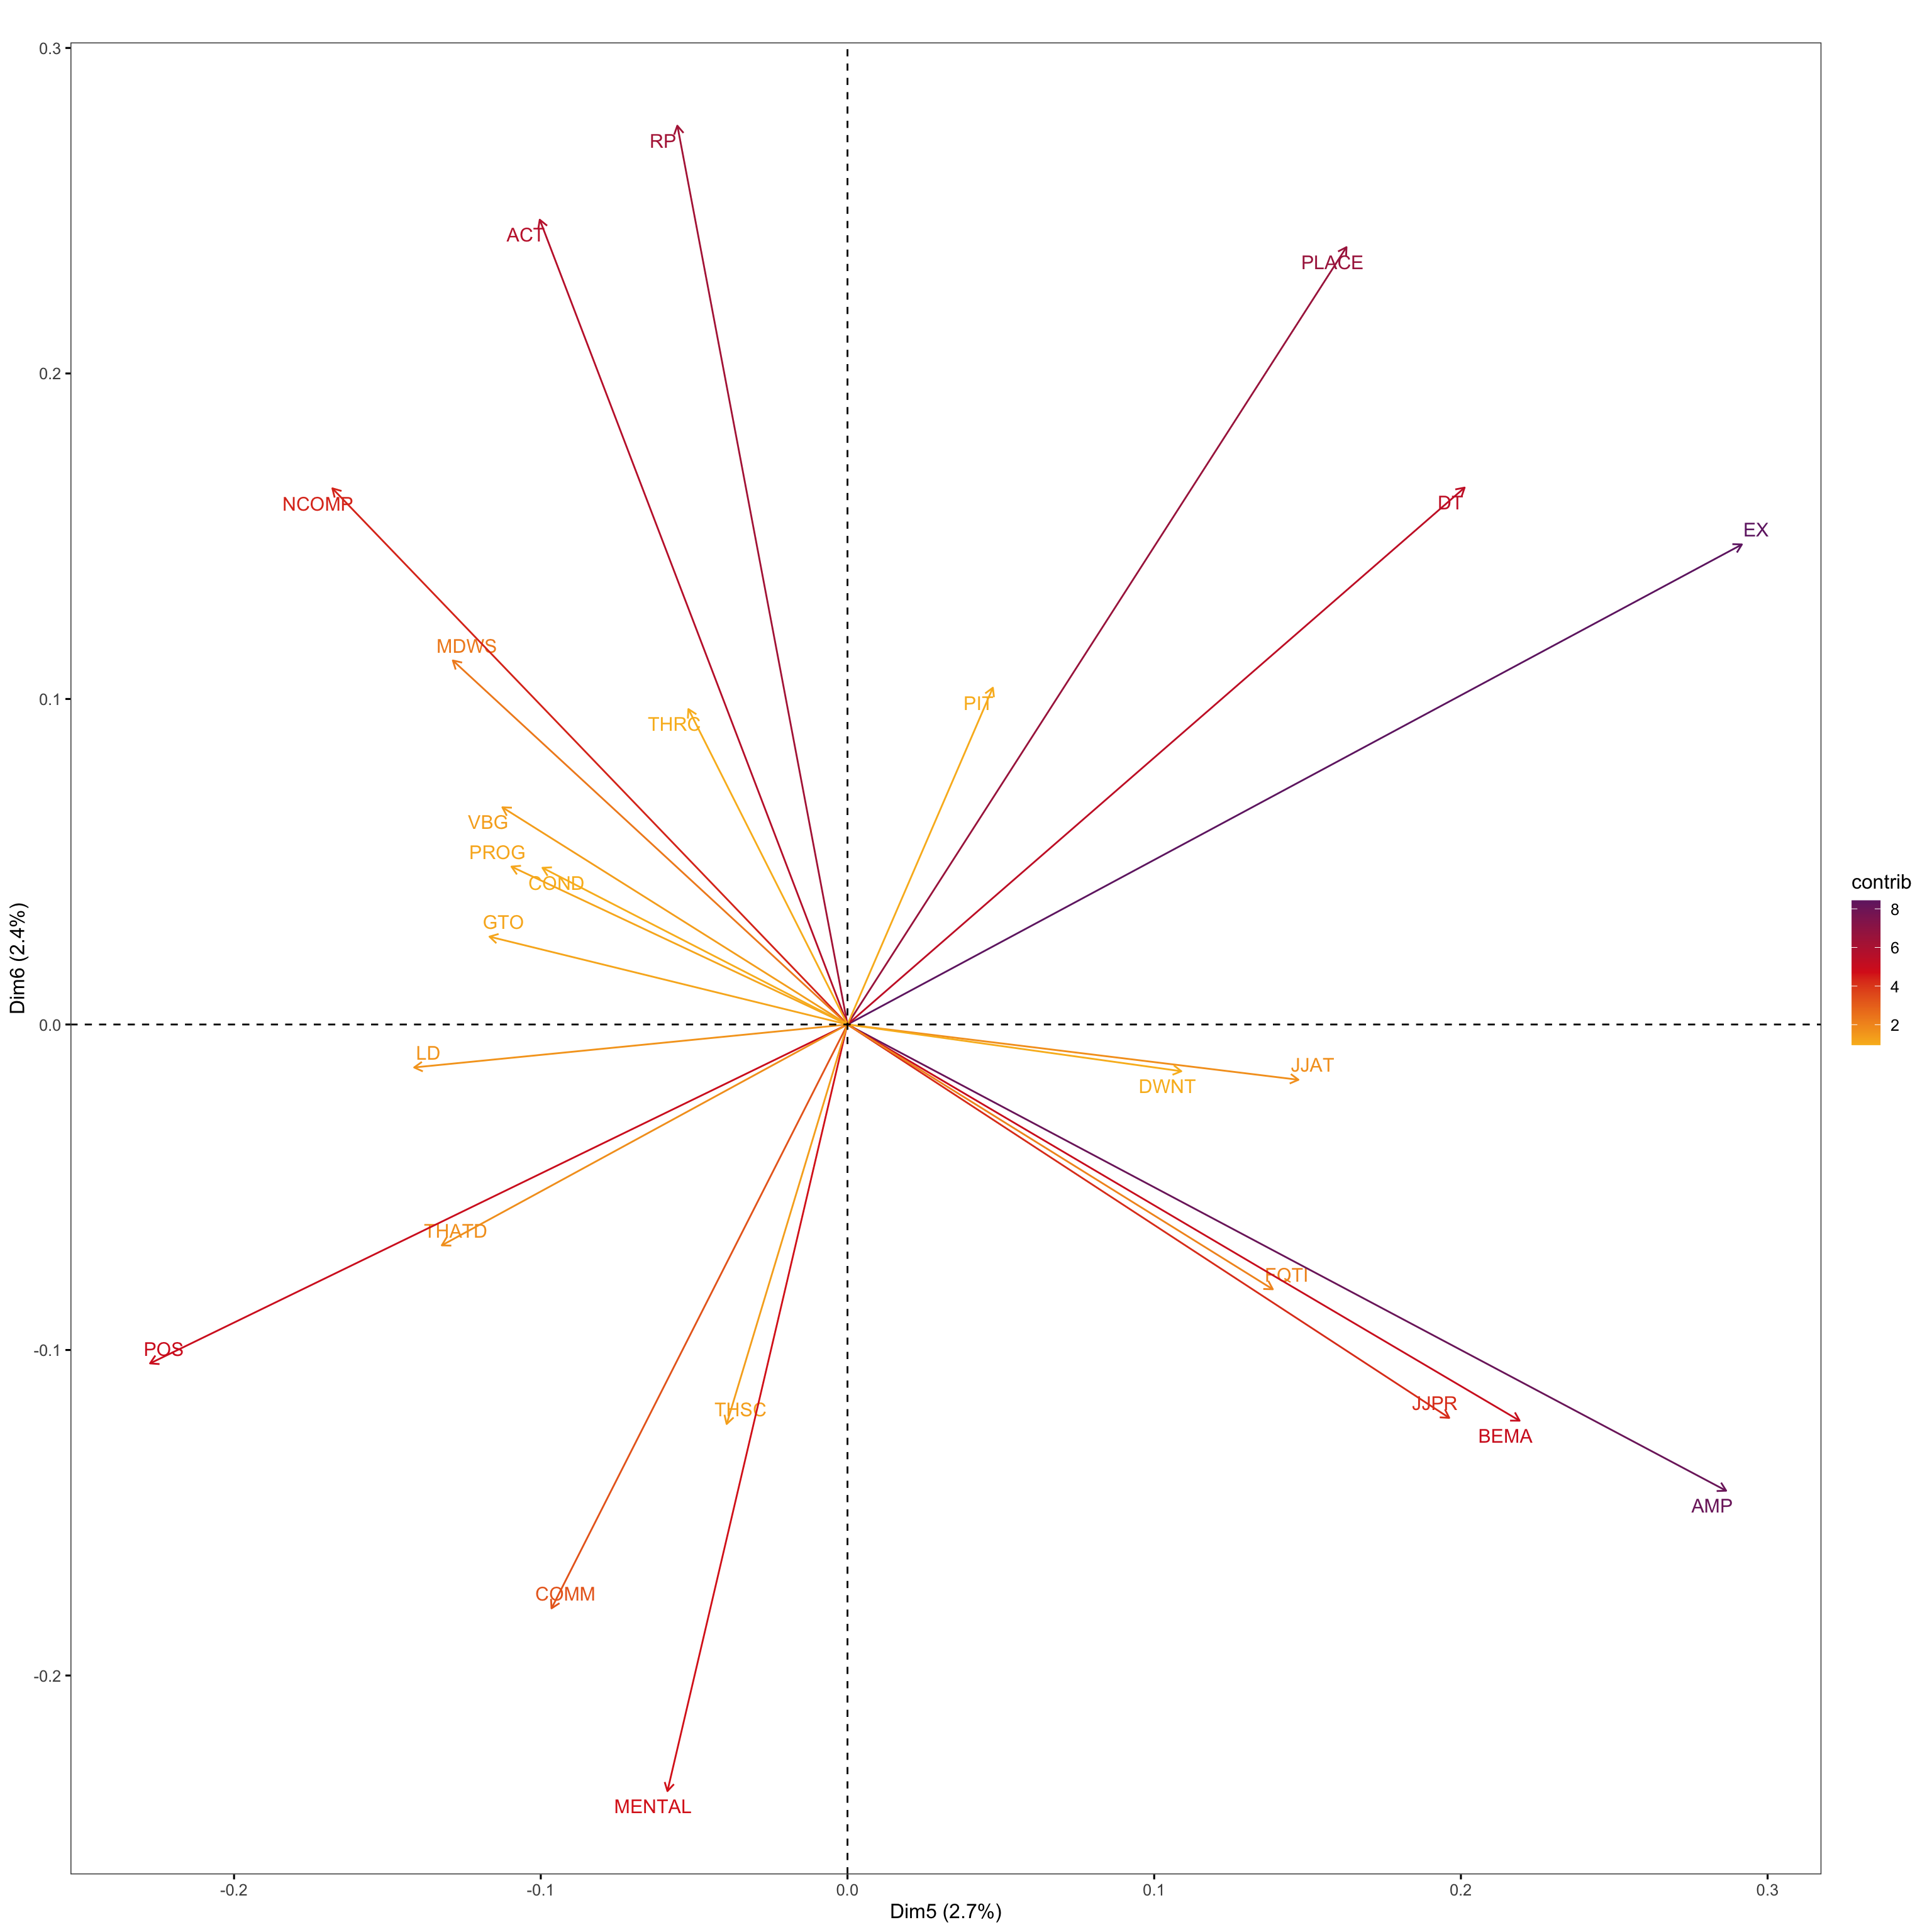 0.3
RP
ACT
PLACE
0.2
NCOMP
DT
EX
MDWS
0.1
PIT
THRC
VBG
PROG
COND
GTO
contrib
8
6
4
2
Dim6 (2.4%)
0.0
LD
JJAT
DWNT
THATD
FQTI
-0.1
POS
THSC
JJPR
BEMA
AMP
COMM
-0.2
MENTAL
-0.2
-0.1
0.0
0.1
0.2
0.3
Dim5 (2.7%)